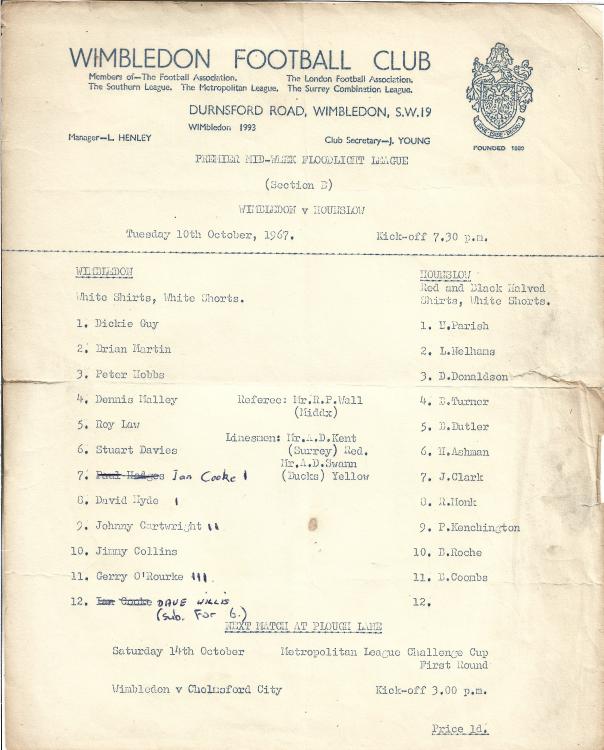 WIMBLEDON FOOTBALL CLUB
Members of—The Football Association. The London Football Association.
The Southern League. The Metropolitan League. The Surrey Combination League.
DURNSFORD ROAD, WIMBLEDON, S.W.19
WIMbledon 1993
Manager—L. HENLEY Club Secretary—J. YOUNG
FOUNDED 1889
PREMIER MID-WEEK FLOODLIGHT LEAGUE
(Section B)
WIMBLEDON v HOUNSLOW
Tuesday 10th October, 1967. Kick-off 7.30 p.m.
WIMBLEDON HOUNSLOW
White Shirts, White Shorts. Red and Black Halved
Shirts, White Shorts.
1. Dickie Guy 1. U.Parish
2. Brian Martin 2. L.Welhams
3. Peter Hobbs 3. D.Donaldson
4. Dennis Malley Referee: Mr.R.P.Wall 4. B.Turner
(Middx)
5. Roy Law 5. B.Butler
Linesmen: Mr.A.D.Kent
6. Stuart Davies (Surrey) Red. 6. H.Ashman
Mr.A.D.Swann
7. Paul Hodges Ian Cooke I (Bucks) Yellow 7. J.Clark
8. David Hyde I 8. R.Honk
9. Johnny Cartwright II 9. P.Kenchington
10. Jimmy Collins 10. B.Roche
11. Gerry O'Rourke III 11. B.Coombs
12. Ian Cooke DAVE WILLIS 12.
(sub. For 6.)
NEXT MATCH AT PLOUGH LANE
Saturday 14th October Metropolitan League Challenge Cup
First Round
Wimbledon v Chelmsford City Kick-off 3.00 p.m.
Price 1d.